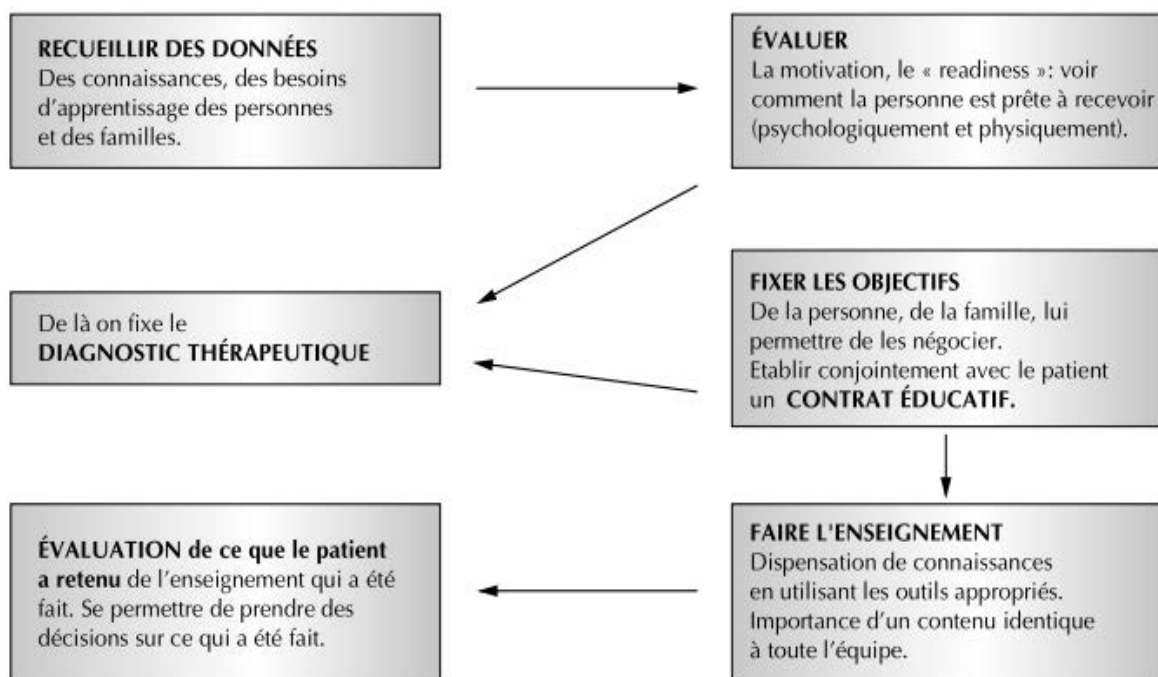 RECUEILLIR DES DONNÉES
Des connaissances, des besoins
d'apprentissage des personnes
et des familles.
ÉVALUER
La motivation, le « readiness »: voir
comment la personne est prête à recevoir
(psychologiquement et physiquement).
De là on fixe le
DIAGNOSTIC THÉRAPEUTIQUE
FIXER LES OBJECTIFS
De la personne, de la famille, lui
permettre de les négocier.
Etablir conjointement avec le patient
un CONTRAT ÉDUCATIF.
FAIRE L'ENSEIGNEMENT
Dispensation de connaissances
en utilisant les outils appropriés.
Importance d'un contenu identique
à toute l'équipe.
ÉVALUATION de ce que le patient
a retenu de l'enseignement qui a été
fait. Se permettre de prendre des
décisions sur ce qui a été fait.